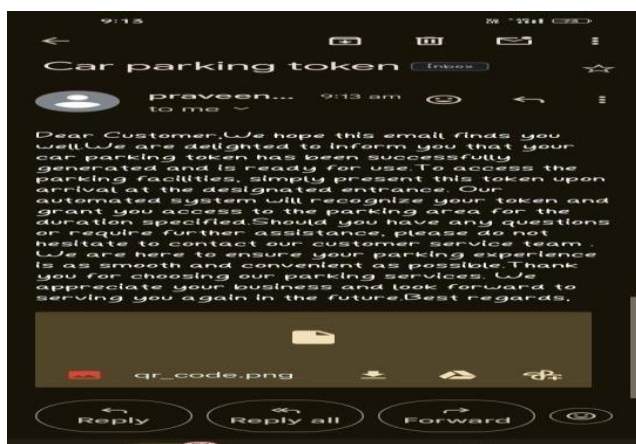 9:13
Car parking token Inbox
praveen... 9:13 am
to me
Dear Customer,We hope this email finds you
well.We are delighted to inform you that your
car parking token has been successfully
generated and is ready for use.To access the
parking facilities, simply present this token upon
arrival at the designated entrance. Our
automated system will recognize your token and
grant you access to the parking area for the
duration specified.Should you have any questions
or require further assistance, please do not
hesitate to contact our customer service team .
We are here to ensure your parking experience
is as smooth and convenient as possible.Thank
you for choosing our parking services. We
appreciate your business and look forward to
serving you again in the future.Best regards,
qr_code.png
Reply
Reply all
Forward